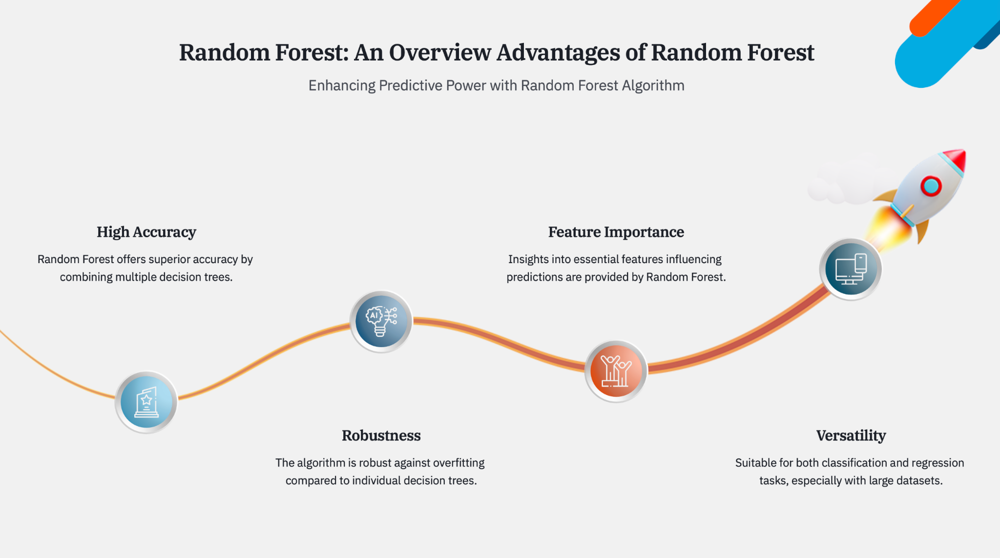 Random Forest: An Overview Advantages of Random Forest
Enhancing Predictive Power with Random Forest Algorithm
High Accuracy
Random Forest offers superior accuracy by
combining multiple decision trees.
AI
Robustness
The algorithm is robust against overfitting
compared to individual decision trees.
Feature Importance
Insights into essential features influencing
predictions are provided by Random Forest.
Versatility
Suitable for both classification and regression
tasks, especially with large datasets.